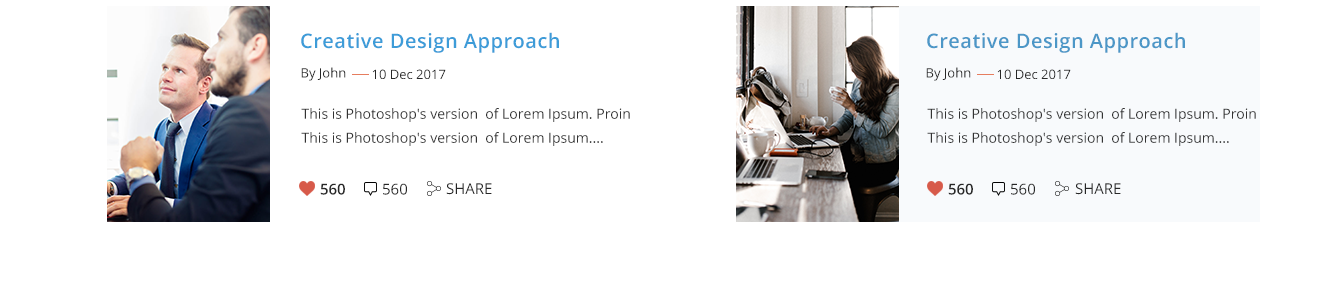 Creative Design Approach
By John — 10 Dec 2017
This is Photoshop's version of Lorem Ipsum. Proin
This is Photoshop's version of Lorem Ipsum....
560 560 SHARE
Creative Design Approach
By John — 10 Dec 2017
This is Photoshop's version of Lorem Ipsum. Proin
This is Photoshop's version of Lorem Ipsum....
560 560 SHARE